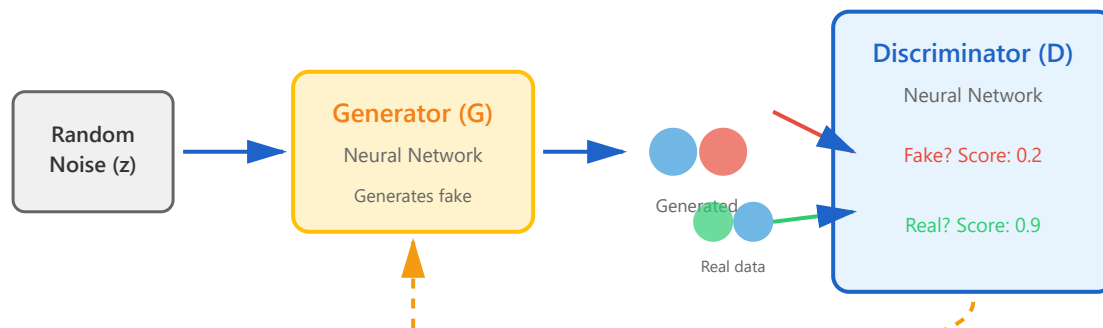 Random
Noise (z)
Generator (G)
Neural Network
Generates fake
Generated
Real data
Discriminator (D)
Neural Network
Fake? Score: 0.2
Real? Score: 0.9